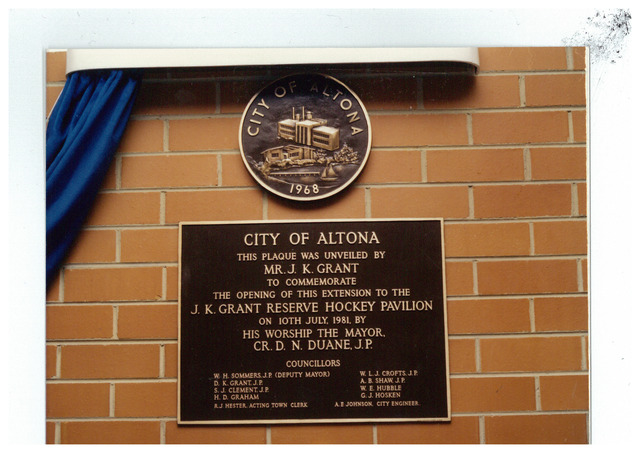 CITY OF ALTONA
1968
CITY OF ALTONA
THIS PLAQUE WAS UNVEILED BY
MR. J. K. GRANT
TO COMMEMORATE
THE OPENING OF THIS EXTENSION TO THE
J. K. GRANT RESERVE HOCKEY PAVILION
ON 10TH JULY, 1981, BY
HIS WORSHIP THE MAYOR,
CR. D. N. DUANE, J.P.
COUNCILLORS
W. H. SOMMERS, J.P. (DEPUTY MAYOR) W. L. J. CROFTS, J.P.
D. K. GRANT, J.P. A. B. SHAW, J.P.
S. J. CLEMENT, J.P. W. E. HUBBLE
H. D. GRAHAM G. J. HOSKEN
R. J. HESTER, ACTING TOWN CLERK A. P. JOHNSON, CITY ENGINEER